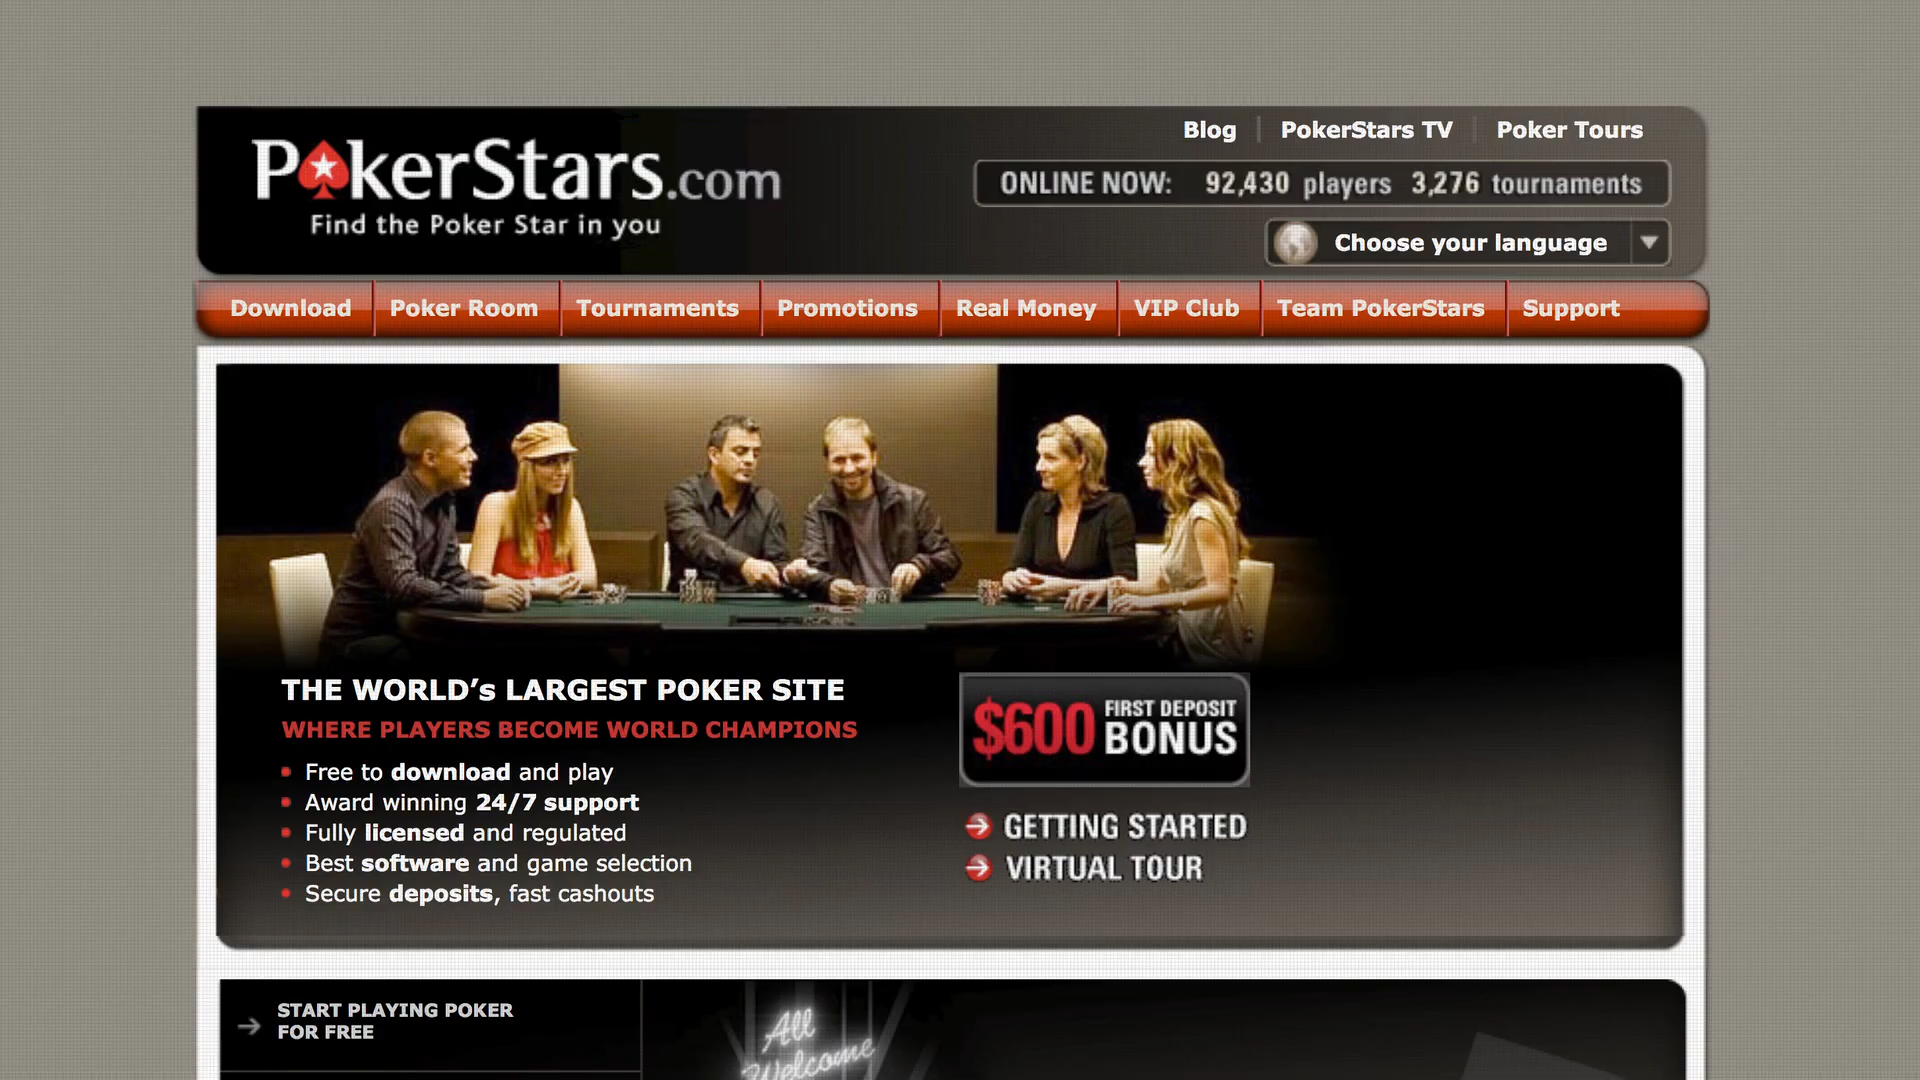 Blog PokerStars TV Poker Tours
PokerStars.com
Find the Poker Star in you
ONLINE NOW: 92,430 players 3,276 tournaments
Choose your language
Download Poker Room Tournaments Promotions Real Money VIP Club Team PokerStars Support
THE WORLD's LARGEST POKER SITE
WHERE PLAYERS BECOME WORLD CHAMPIONS
Free to download and play
Award winning 24/7 support
Fully licensed and regulated
Best software and game selection
Secure deposits, fast cashouts
$600 FIRST DEPOSIT
BONUS
GETTING STARTED
VIRTUAL TOUR
START PLAYING POKER
FOR FREE
All
Welcome